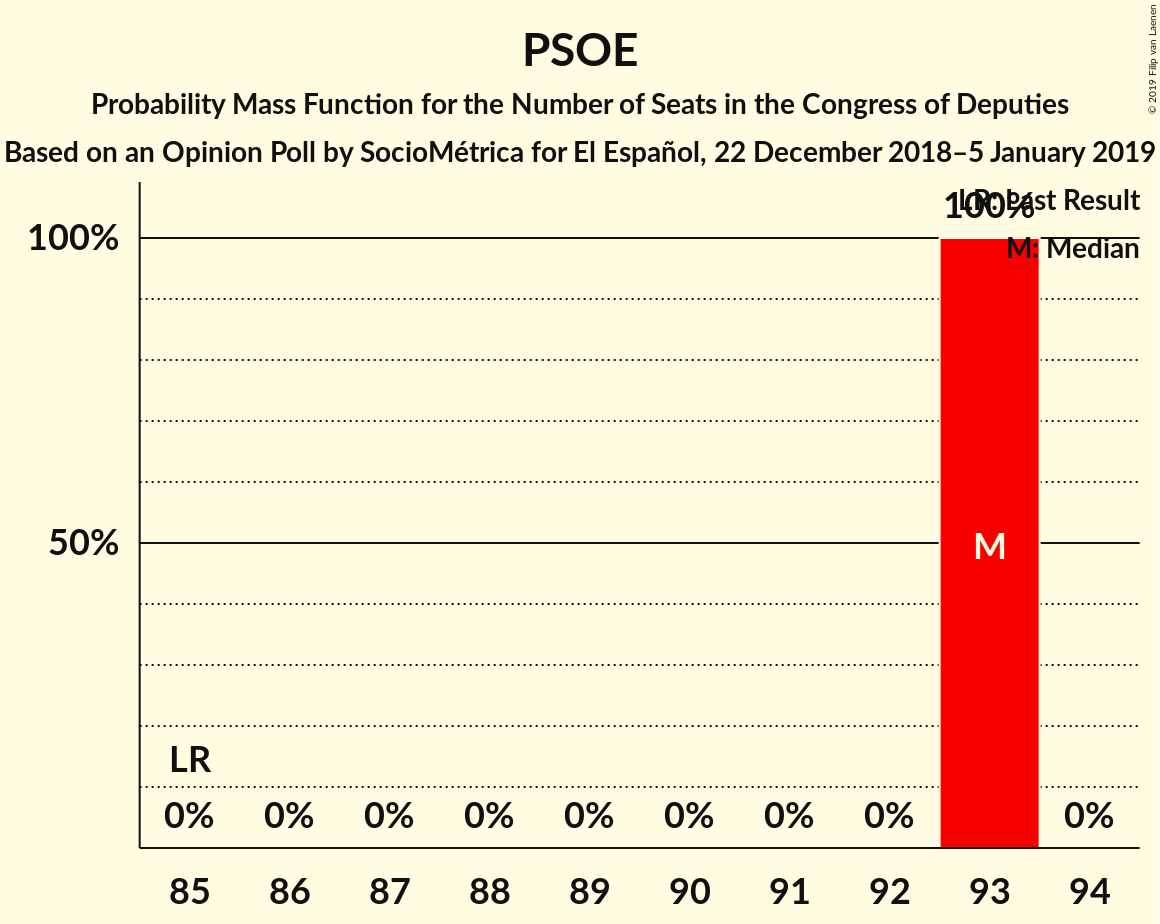 PSOE
Probability Mass Function for the Number of Seats in the Congress of Deputies
Based on an Opinion Poll by SocioMétrica for El Español, 22 December 2018–5 January 2019
© 2019 Filip van Laenen
LR: Last Result
M: Median
100%
100%
50%
M
LR
0% 0% 0% 0% 0% 0% 0% 0% 0%
85 86 87 88 89 90 91 92 93 94